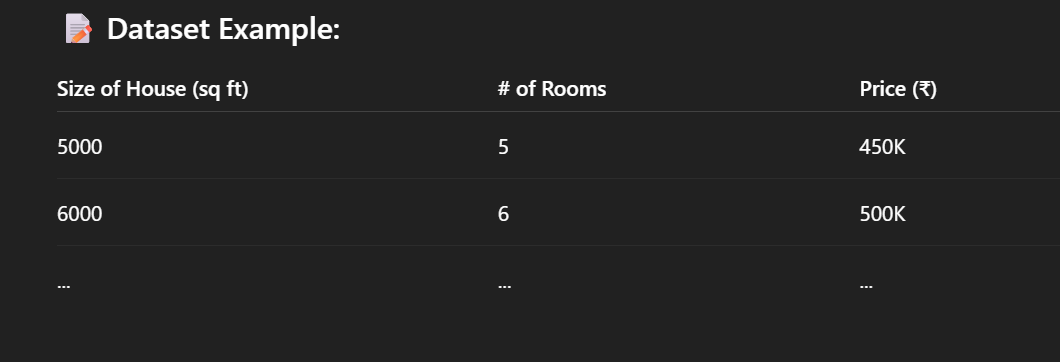 📝 Dataset Example:
Size of House (sq ft) # of Rooms Price (₹)
5000 5 450K
6000 6 500K
... ... ...